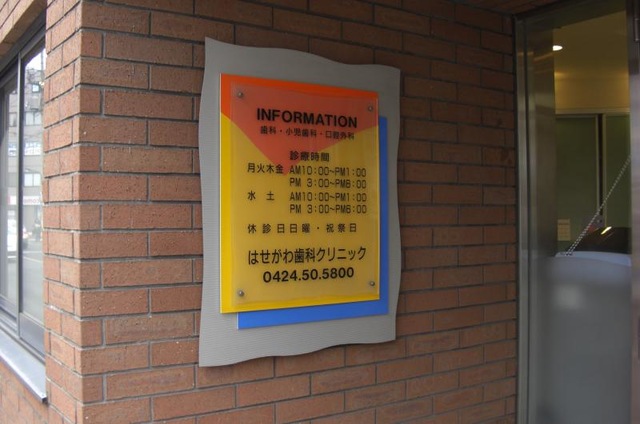 INFORMATION
歯科・小児歯科・口腔外科
診療時間
月火木金 AM10:00~PM1:00
PM 3:00~PM8:00
水 土 AM10:00~PM1:00
PM 3:00~PM6:00
休診日日曜・祝祭日
はせがわ歯科クリニック
0424.50.5800